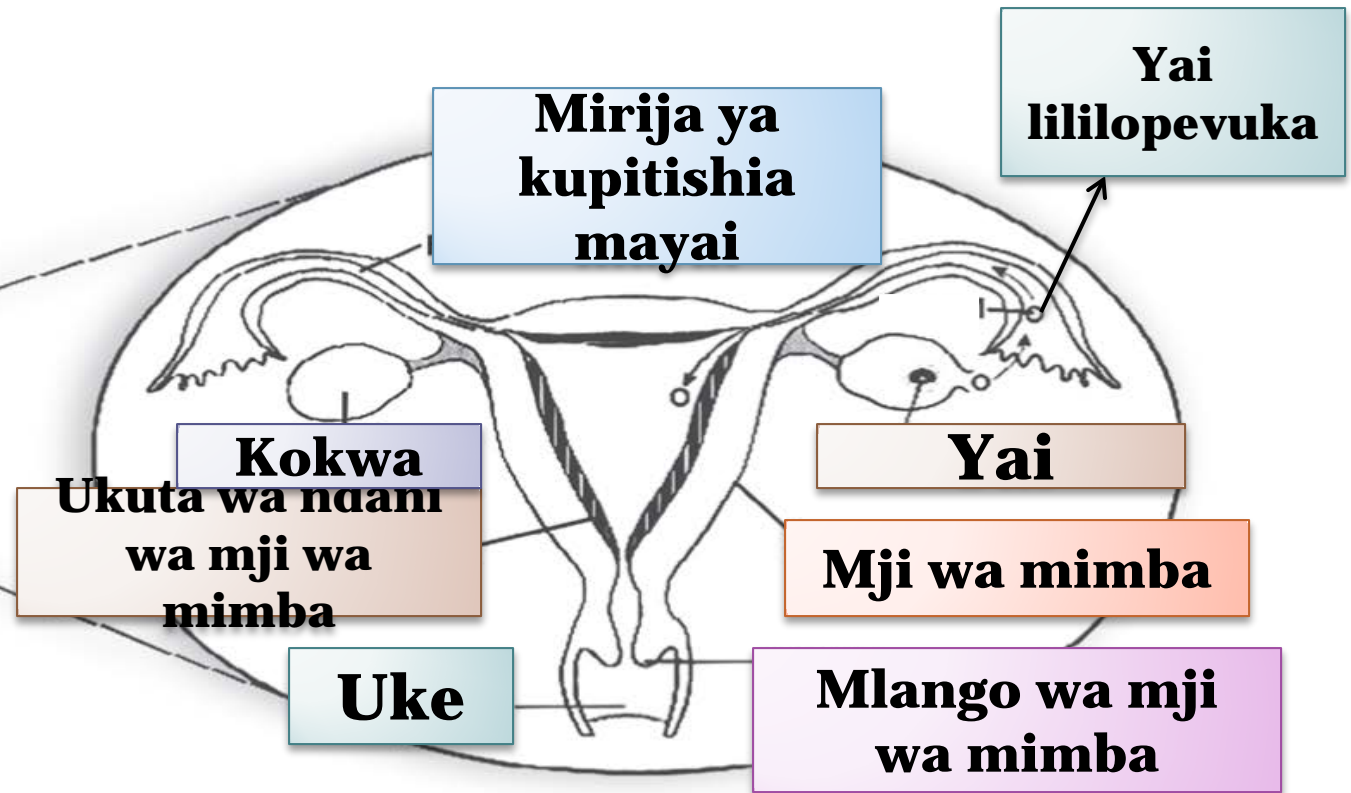 Yai
lililopevuka
Mirija ya
kupitishia
mayai
Kokwa
Yai
Ukuta wa ndani
wa mji wa
mimba
Mji wa mimba
Uke
Mlango wa mji
wa mimba